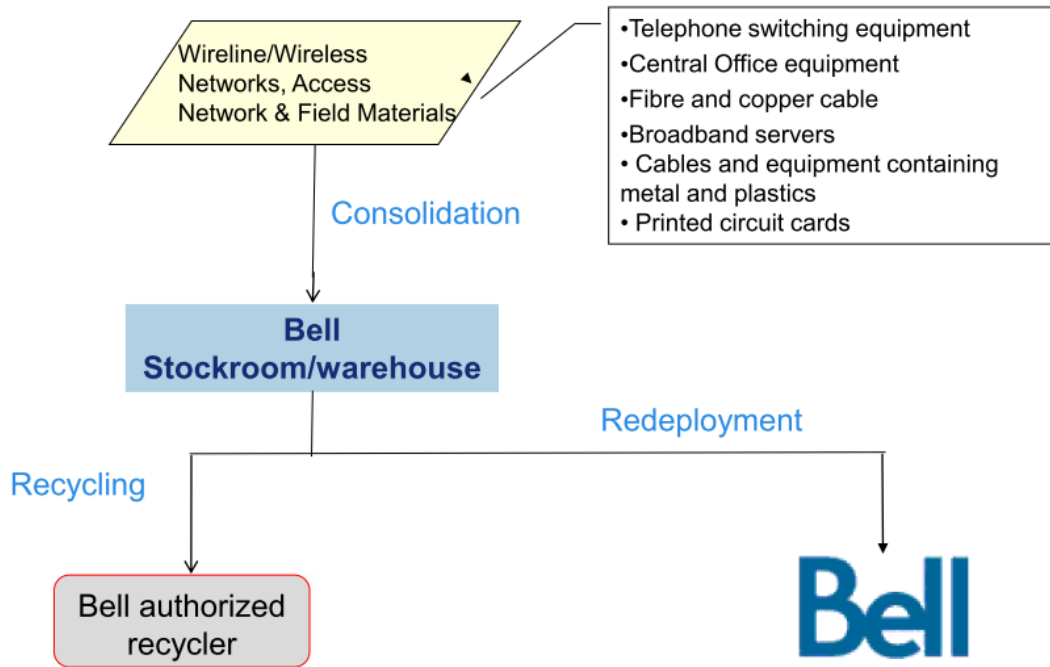 Wireline/Wireless
Networks, Access
Network & Field Materials
•Telephone switching equipment
•Central Office equipment
•Fibre and copper cable
•Broadband servers
• Cables and equipment containing
metal and plastics
• Printed circuit cards
Consolidation
Bell
Stockroom/warehouse
Redeployment
Recycling
Bell authorized
recycler
Bell